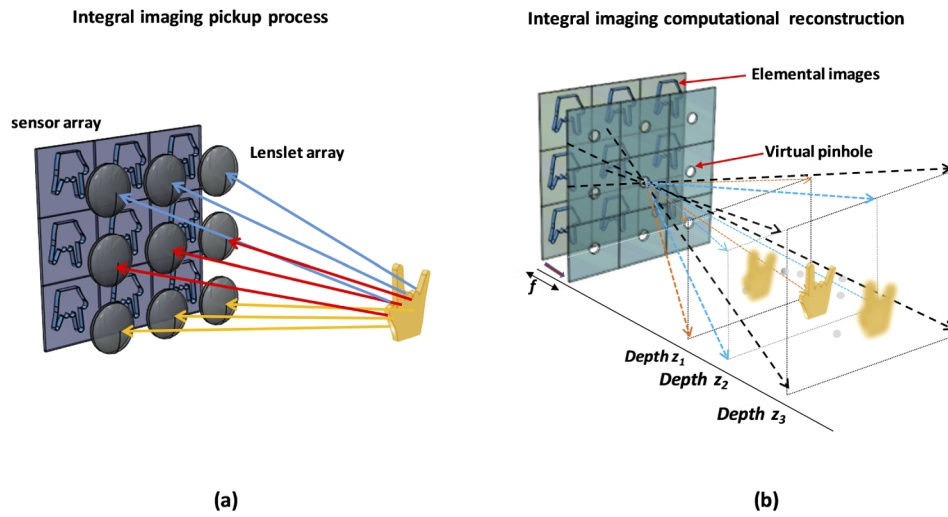 Integral imaging pickup process
Integral imaging computational reconstruction
sensor array
Lenslet array
Elemental images
Virtual pinhole
f
Depth z1
Depth z2
Depth z3
(a)
(b)